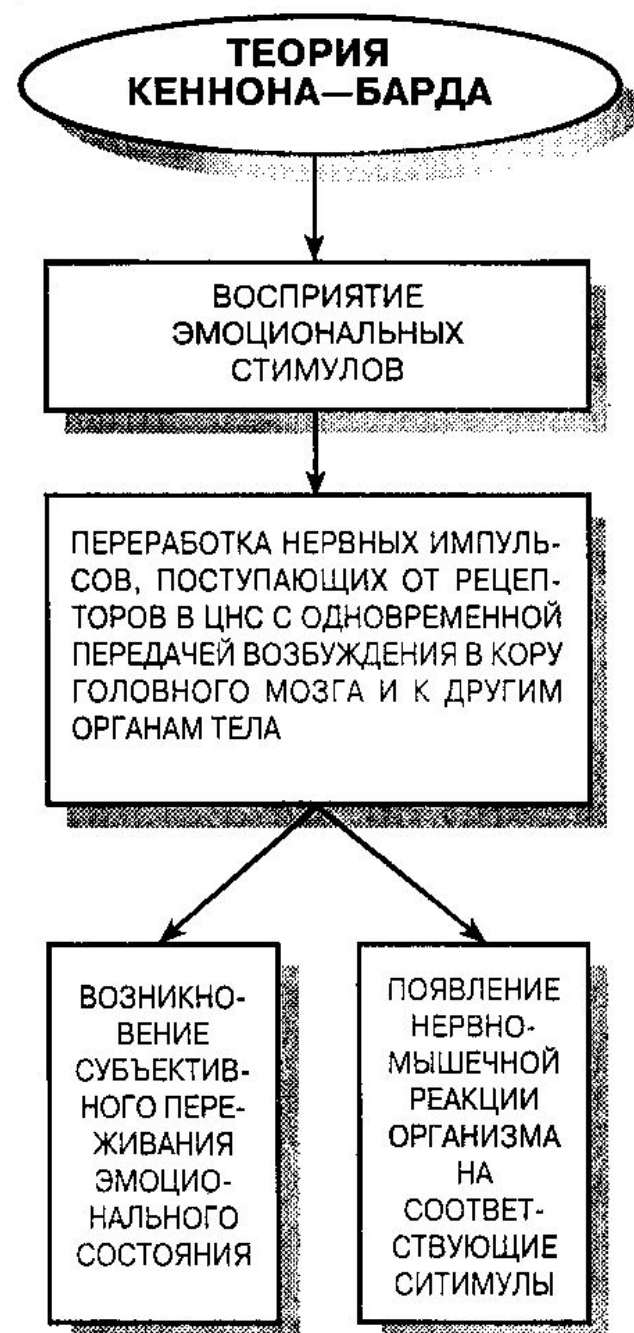 ТЕОРИЯ
КЕННОНА—БАРДА
ВОСПРИЯТИЕ
ЭМОЦИОНАЛЬНЫХ
СТИМУЛОВ
ПЕРЕРАБОТКА НЕРВНЫХ ИМПУЛЬ-
СОВ, ПОСТУПАЮЩИХ ОТ РЕЦЕП-
ТОРОВ В ЦНС С ОДНОВРЕМЕННОЙ
ПЕРЕДАЧЕЙ ВОЗБУЖДЕНИЯ В КОРУ
ГОЛОВНОГО МОЗГА И К ДРУГИМ
ОРГАНАМ ТЕЛА
ВОЗНИКНО-
ВЕНИЕ
СУБЪЕКТИВ-
НОГО ПЕРЕ-
ЖИВАНИЯ
ЭМОЦИО-
НАЛЬНОГО
СОСТОЯНИЯ
ПОЯВЛЕНИЕ
НЕРВНО-
МЫШЕЧНОЙ
РЕАКЦИИ
ОРГАНИЗМА
НА
СООТВЕТ-
СТВУЮЩИЕ
СИТИМУЛЫ